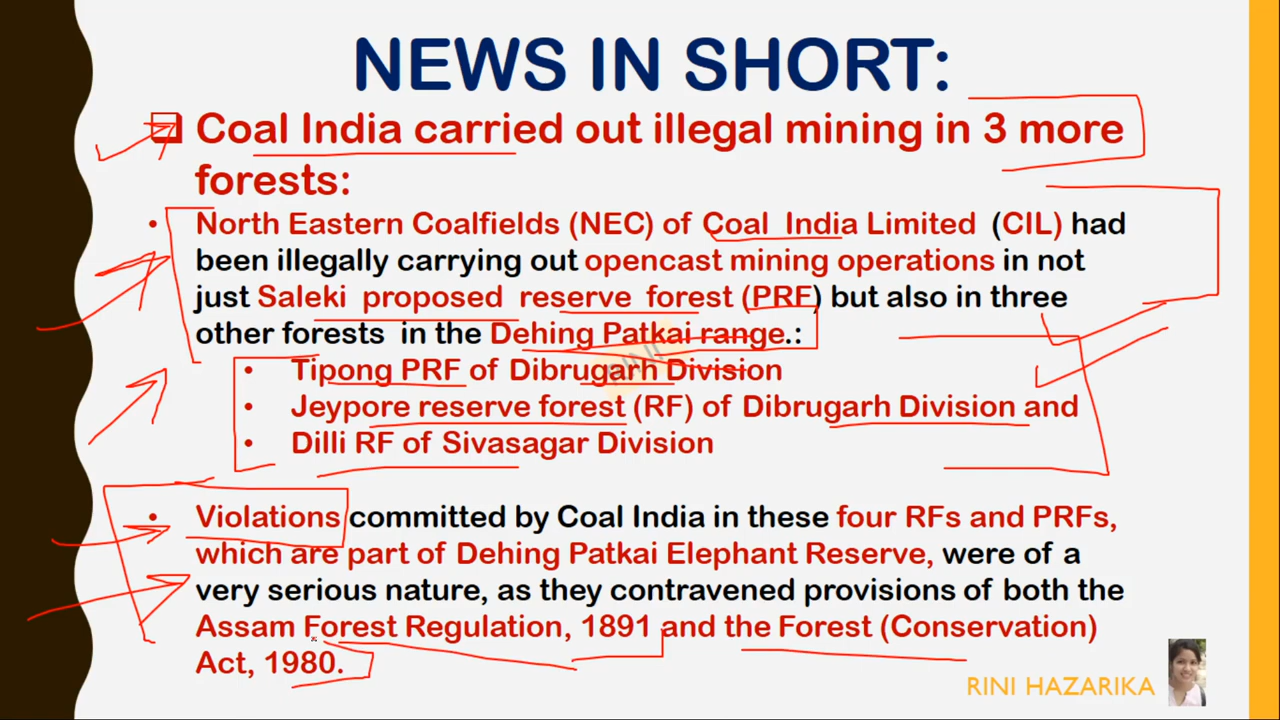 NEWS IN SHORT:
Coal India carried out illegal mining in 3 more
forests:
• North Eastern Coalfields (NEC) of Coal India Limited (CIL) had
been illegally carrying out opencast mining operations in not
just Saleki proposed reserve forest (PRF) but also in three
other forests in the Dehing Patkai range.:
• Tipong PRF of Dibrugarh Division
• Jeypore reserve forest (RF) of Dibrugarh Division and
• Dilli RF of Sivasagar Division
• Violations committed by Coal India in these four RFs and PRFs,
which are part of Dehing Patkai Elephant Reserve, were of a
very serious nature, as they contravened provisions of both the
Assam Forest Regulation, 1891 and the Forest (Conservation)
Act, 1980.
RINI HAZARIKA